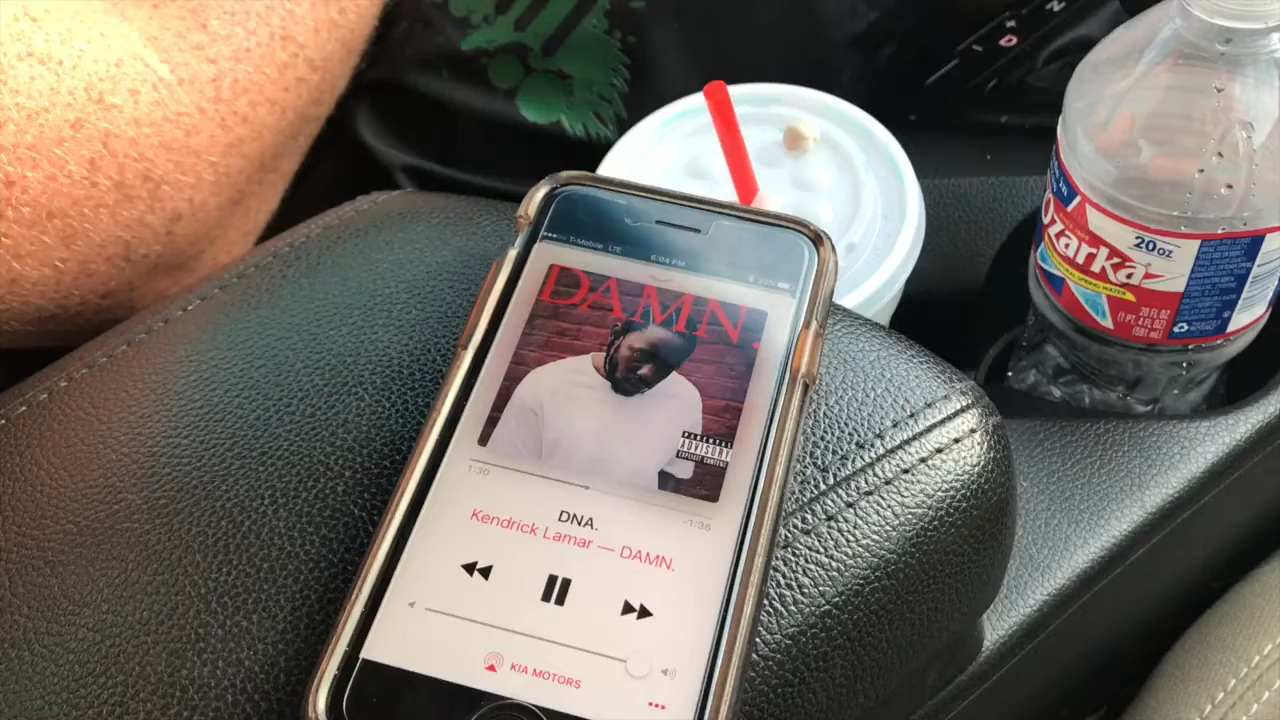 N
D
T-Mobile LTE
6:04 PM
DAMN.
PARENTAL
ADVISORY
EXPLICIT CONTENT
1:30
-1:36
DNA.
Kendrick Lamar — DAMN.
KIA MOTORS
Ozarka
20oz
NATURAL SPRING WATER
20 FL OZ
(1 PT, 4 FL OZ)
(591 mL)